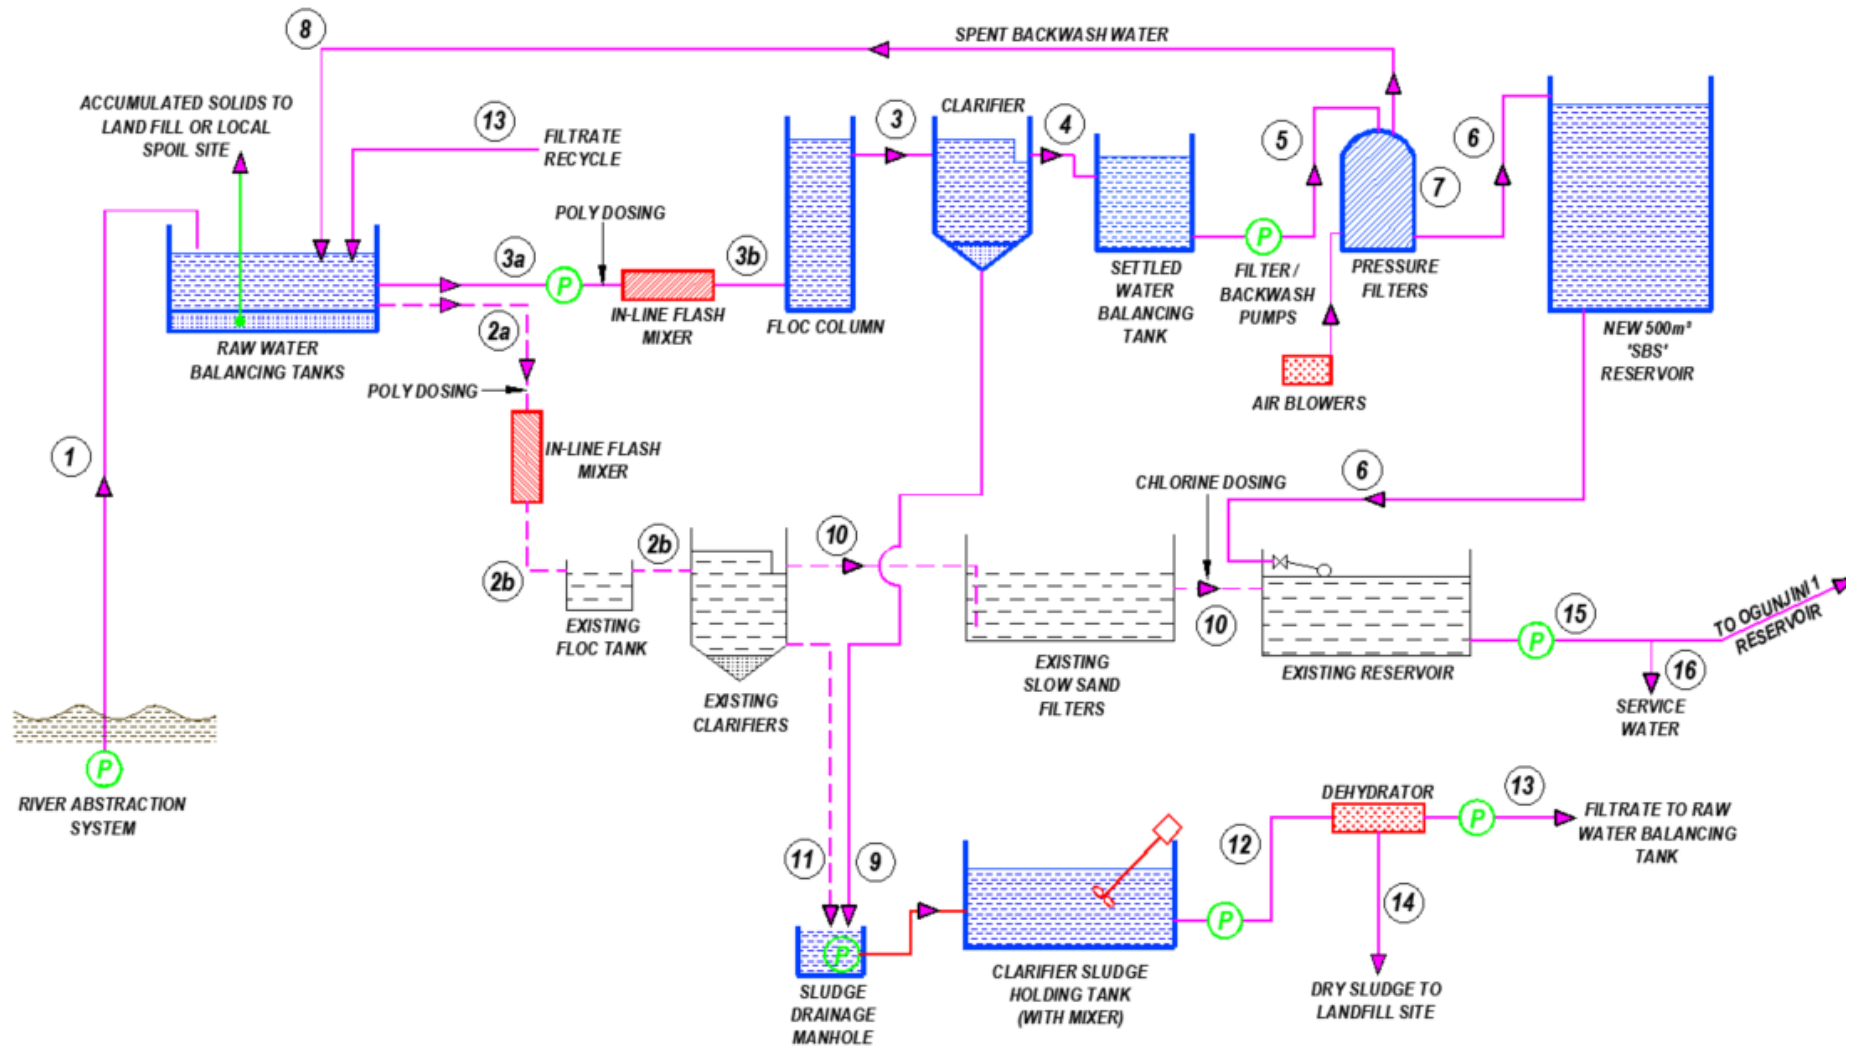 8
SPENT BACKWASH WATER
ACCUMULATED SOLIDS TO
LAND FILL OR LOCAL
SPOIL SITE
13
FILTRATE
RECYCLE
3
CLARIFIER
4
5
6
7
POLY DOSING
3a
P
3b
IN-LINE FLASH
MIXER
FLOC COLUMN
SETTLED
WATER
BALANCING
TANK
P
FILTER /
BACKWASH
PUMPS
PRESSURE
FILTERS
NEW 500m³
'SBS'
RESERVOIR
RAW WATER
BALANCING TANKS
2a
POLY DOSING
AIR BLOWERS
1
IN-LINE FLASH
MIXER
CHLORINE DOSING
6
2b
2b
10
10
EXISTING
FLOC TANK
EXISTING
CLARIFIERS
EXISTING
SLOW SAND
FILTERS
EXISTING RESERVOIR
P
15
TO OGUNJINI 1
RESERVOIR
16
SERVICE
WATER
P
RIVER ABSTRACTION
SYSTEM
11
9
P
SLUDGE
DRAINAGE
MANHOLE
CLARIFIER SLUDGE
HOLDING TANK
(WITH MIXER)
P
12
DEHYDRATOR
P
13
FILTRATE TO RAW
WATER BALANCING
TANK
14
DRY SLUDGE TO
LANDFILL SITE